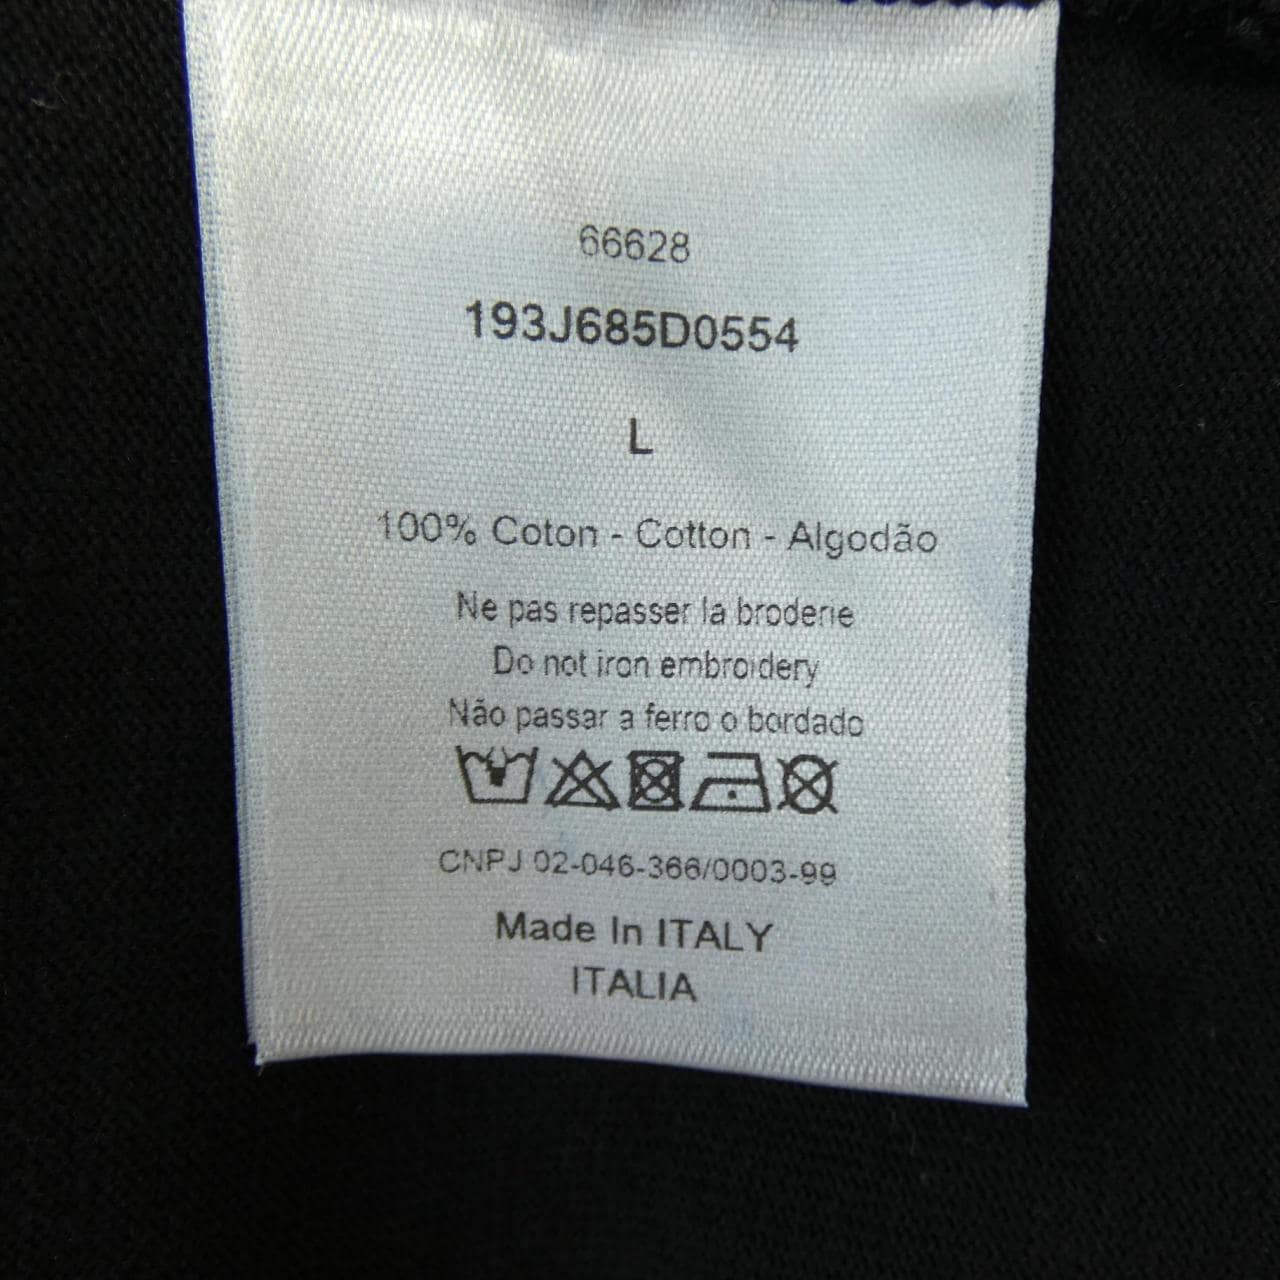 66628
193J685D0554
L
100% Coton - Cotton - Algodão
Ne pas repasser la broderie
Do not iron embroidery
Não passar a ferro o bordado
CNPJ 02-046-366/0003-99
Made In ITALY
ITALIA